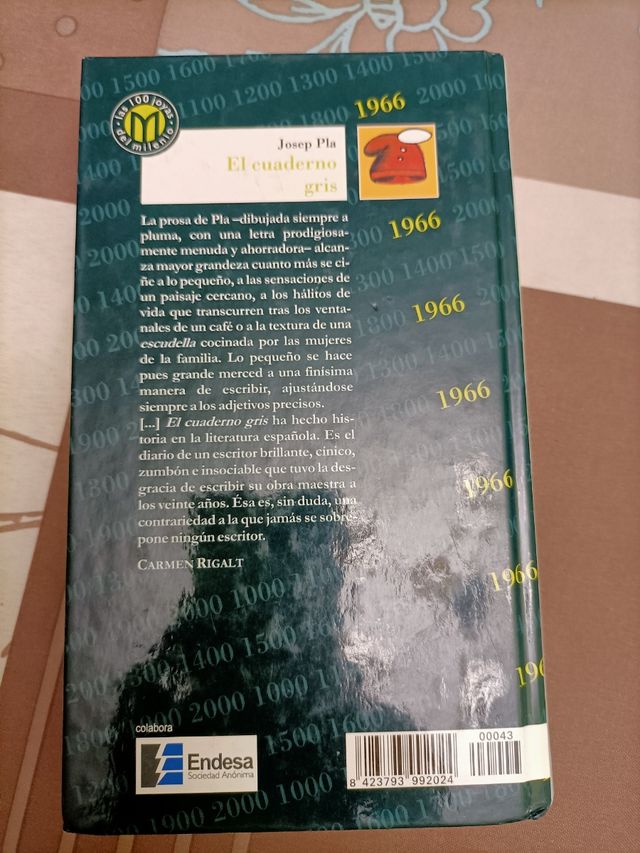 las 100 joyas del milenio
M
1966
Josep Pla
El cuaderno
gris
La prosa de Pla –dibujada siempre a
pluma, con una letra prodigiosa-
mente menuda y ahorradora– alcan-
za mayor grandeza cuanto más se ci-
ñe a lo pequeño, a las sensaciones de
un paisaje cercano, a los hálitos de
vida que transcurren tras los venta-
nales de un café o a la textura de una
escudella cocinada por las mujeres
de la familia. Lo pequeño se hace
pues grande merced a una finísima
manera de escribir, ajustándose
siempre a los adjetivos precisos.
[...] El cuaderno gris ha hecho his-
toria en la literatura española. Es el
diario de un escritor brillante, cínico,
zumbón e insociable que tuvo la des-
gracia de escribir su obra maestra a
los veinte años. Ésa es, sin duda, una
contrariedad a la que jamás se sobre-
pone ningún escritor.
CARMEN RIGALT
1966
1966
1966
1966
1966
colabora
Endesa
Sociedad Anónima
00043
8 423793 992024